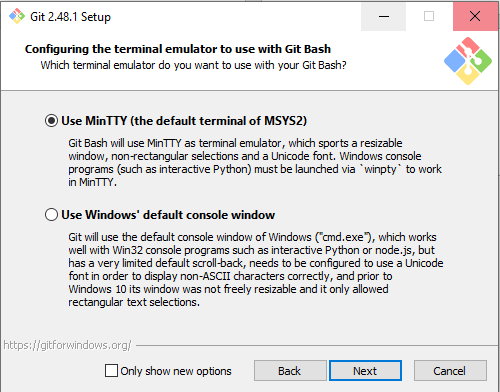 Git 2.48.1 Setup
Configuring the terminal emulator to use with Git Bash
Which terminal emulator do you want to use with your Git Bash?
Use MinTTY (the default terminal of MSYS2)
Git Bash will use MinTTY as terminal emulator, which sports a resizable
window, non-rectangular selections and a Unicode font. Windows console
programs (such as interactive Python) must be launched via `winpty` to work
in MinTTY.
Use Windows' default console window
Git will use the default console window of Windows ("cmd.exe"), which works
well with Win32 console programs such as interactive Python or node.js, but
has a very limited default scroll-back, needs to be configured to use a Unicode
font in order to display non-ASCII characters correctly, and prior to
Windows 10 its window was not freely resizable and it only allowed
rectangular text selections.
https://gitforwindows.org/
Only show new options
Back
Next
Cancel